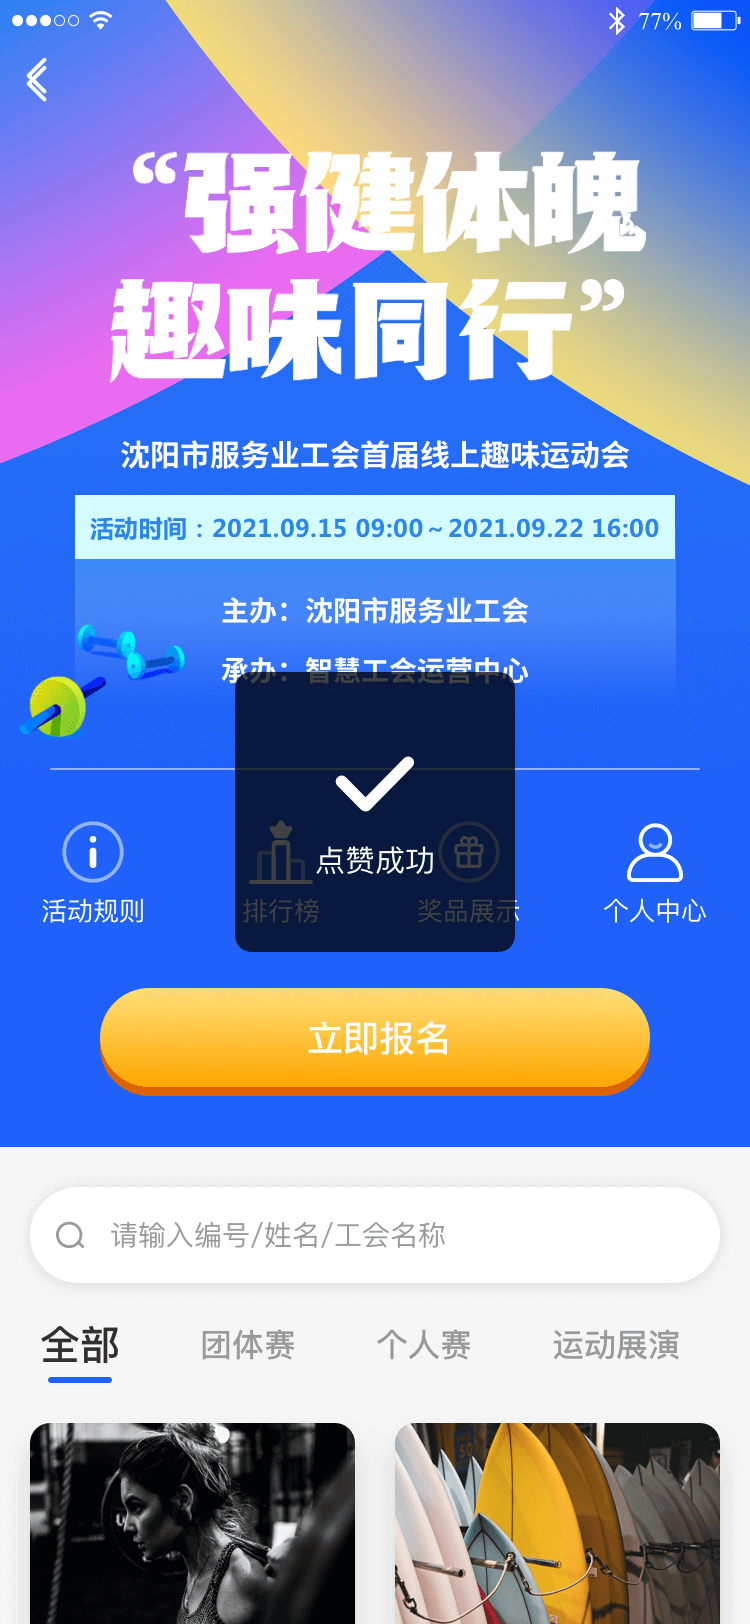 77%
“强健体魄
趣味同行”
沈阳市服务业工会首届线上趣味运动会
活动时间：2021.09.15 09:00～2021.09.22 16:00
主办：沈阳市服务业工会
承办：智慧工会运营中心
点赞成功
活动规则 排行榜 奖品展示 个人中心
立即报名
请输入编号/姓名/工会名称
全部 团体赛 个人赛 运动展演